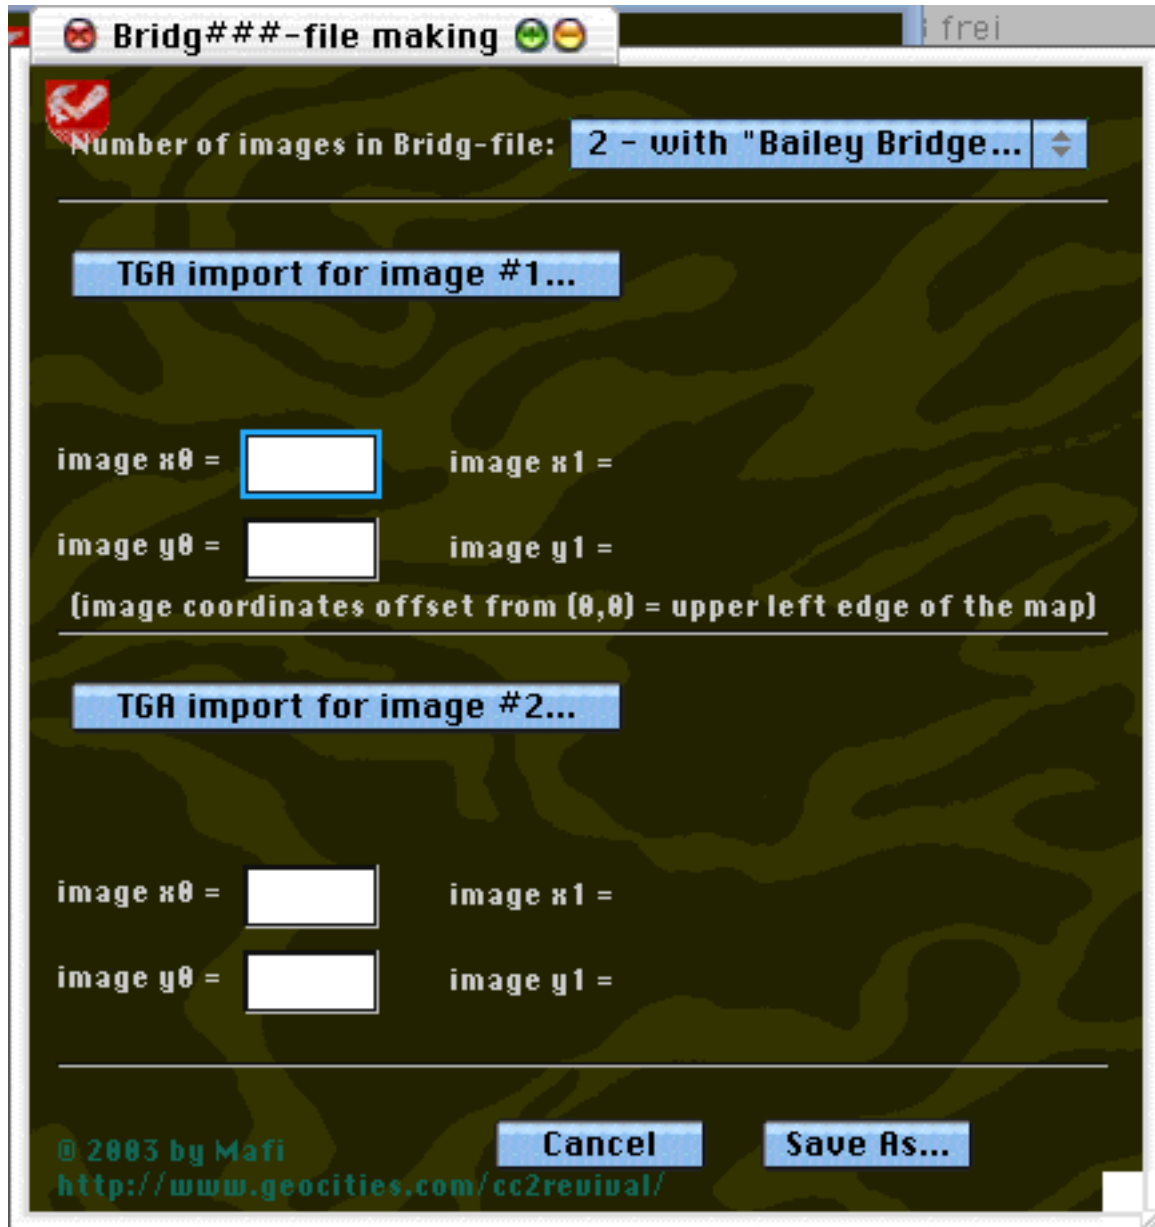 frei
Bridg###-file making
Number of images in Bridg-file: 2 - with "Bailey Bridge...
TGA import for image #1...
image x0 = image x1 =
image y0 = image y1 =
(image coordinates offset from (0,0) = upper left edge of the map)
TGA import for image #2...
image x0 = image x1 =
image y0 = image y1 =
Cancel Save As...
© 2003 by Mafi
http://www.geocities.com/cc2revival/